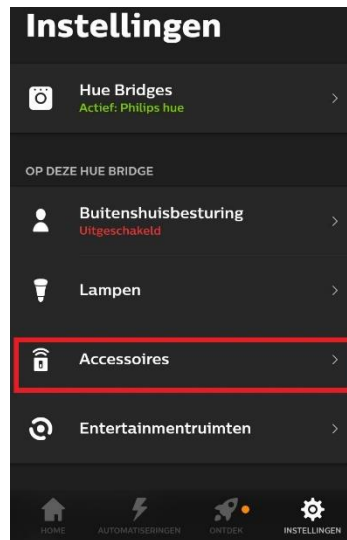 Instellingen
Hue Bridges
Actief: Philips hue
OP DEZE HUE BRIDGE
Buitenshuisbesturing
Uitgeschakeld
Lampen
Accessoires
Entertainmentruimten
HOME AUTOMATISERINGEN ONTDEK INSTELLINGEN